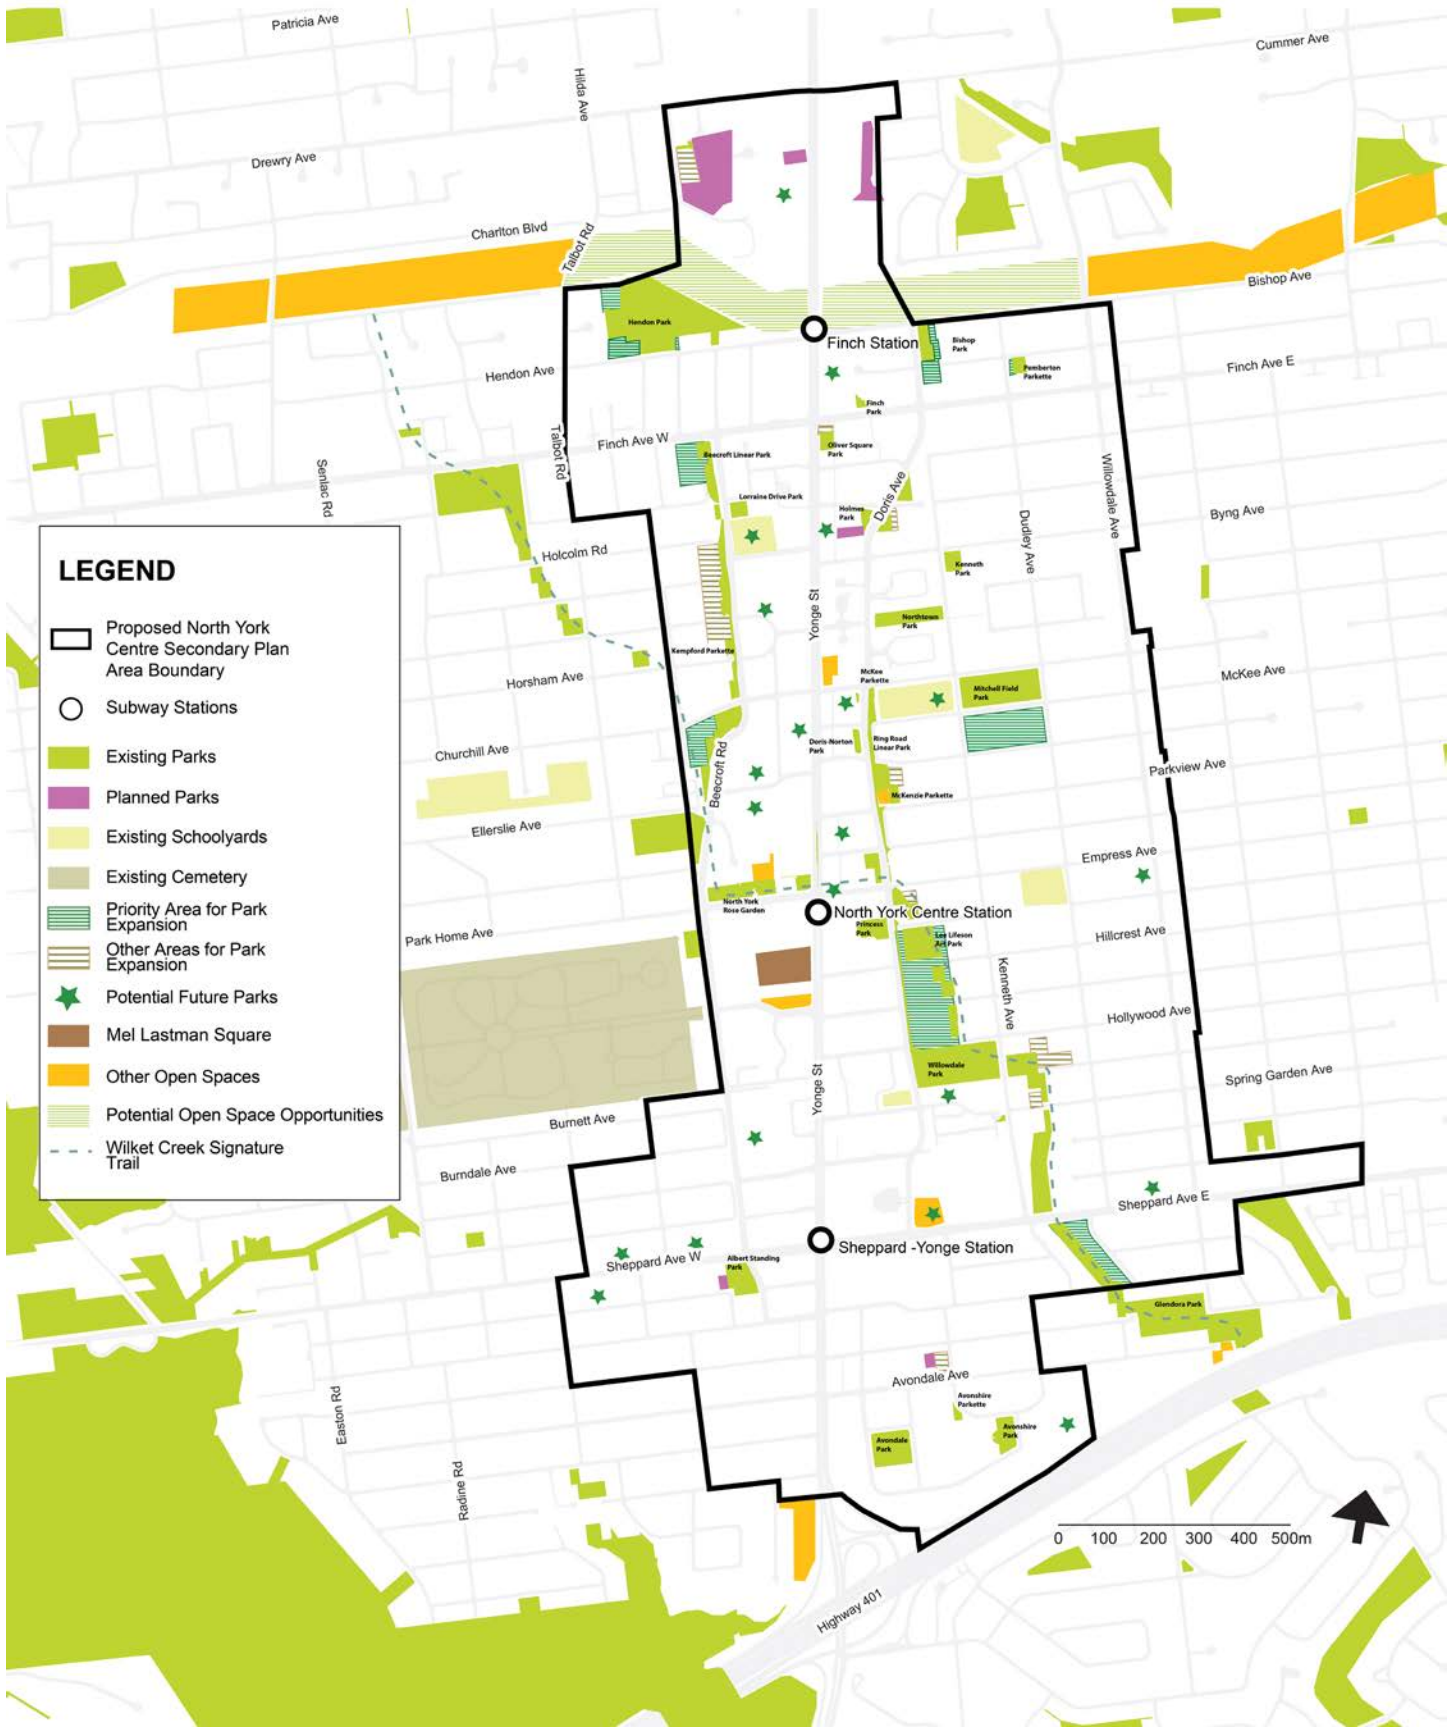 Patricia Ave
Cummer Ave
Hilda Ave
Drewry Ave
Charlton Blvd
Talbot Rd
Bishop Ave
Hendon Park
Finch Station
Bishop
Park
Hendon Ave
Pemberton
Parkette
Finch Ave E
Finch
Park
Talbot Rd
Finch Ave W
Oliver Square
Park
Beecroft Linear Park
Senlac Rd
Willowdale Ave
Lorraine Drive Park
Doris Ave
Holmes
Park
Byng Ave
Dudley Ave
Holcolm Rd
Kenneth
Park
Yonge St
Northtown
Park
Kempford Parkette
McKee
Parkette
McKee Ave
Horsham Ave
Mitchell Field
Park
Doris-Norton
Park
Ring Road
Linear Park
Churchill Ave
Beecroft Rd
Parkview Ave
McKenzie Parkette
Ellerslie Ave
Empress Ave
North York
Rose Garden
North York Centre Station
Princess
Park
Park Home Ave
Lee Lifeson
Art Park
Hillcrest Ave
Kenneth Ave
Hollywood Ave
Willowdale
Park
Yonge St
Spring Garden Ave
Burnett Ave
Burndale Ave
Sheppard Ave E
Sheppard -Yonge Station
Sheppard Ave W
Albert Standing
Park
Glendora Park
Avondale Ave
Avonshire
Parkette
Avonshire
Park
Avondale
Park
Easton Rd
Radine Rd
Highway 401
0 100 200 300 400 500m
LEGEND
Proposed North York
Centre Secondary Plan
Area Boundary
Subway Stations
Existing Parks
Planned Parks
Existing Schoolyards
Existing Cemetery
Priority Area for Park
Expansion
Other Areas for Park
Expansion
Potential Future Parks
Mel Lastman Square
Other Open Spaces
Potential Open Space Opportunities
Wilket Creek Signature
Trail